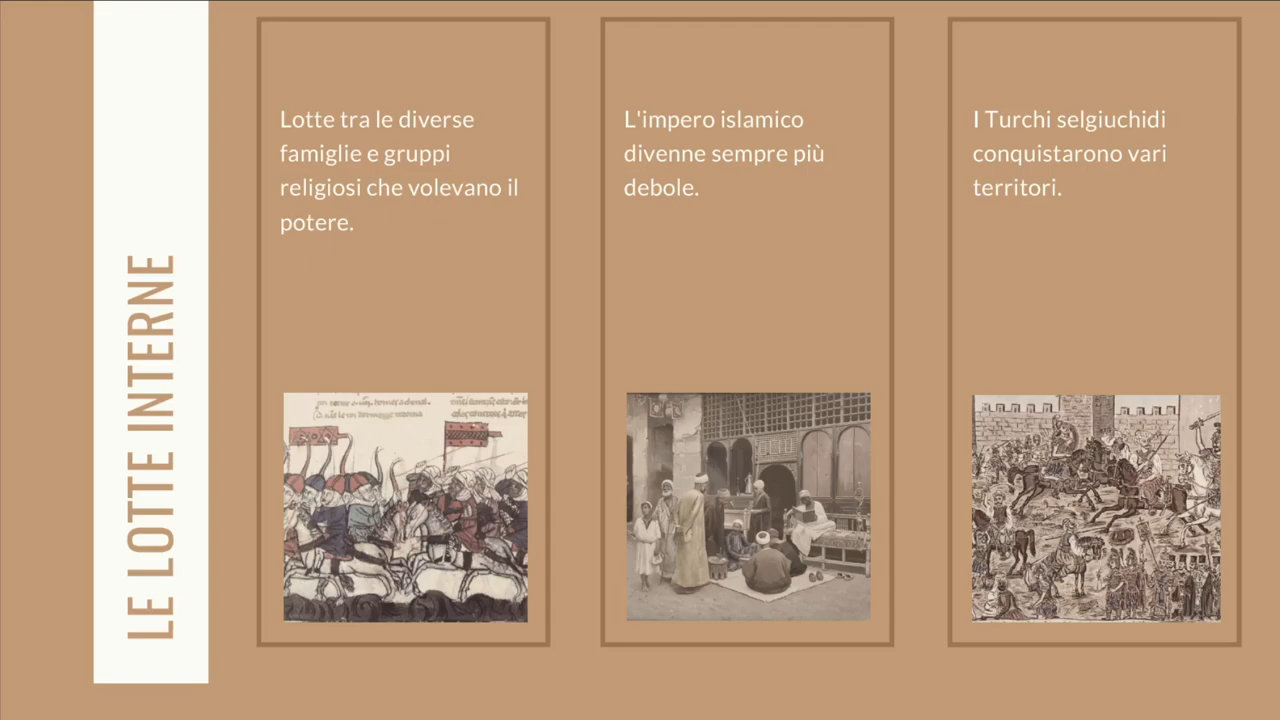 LE LOTTE INTERNE
Lotte tra le diverse
famiglie e gruppi
religiosi che volevano il
potere.
L'impero islamico
divenne sempre più
debole.
I Turchi selgiuchidi
conquistarono vari
territori.